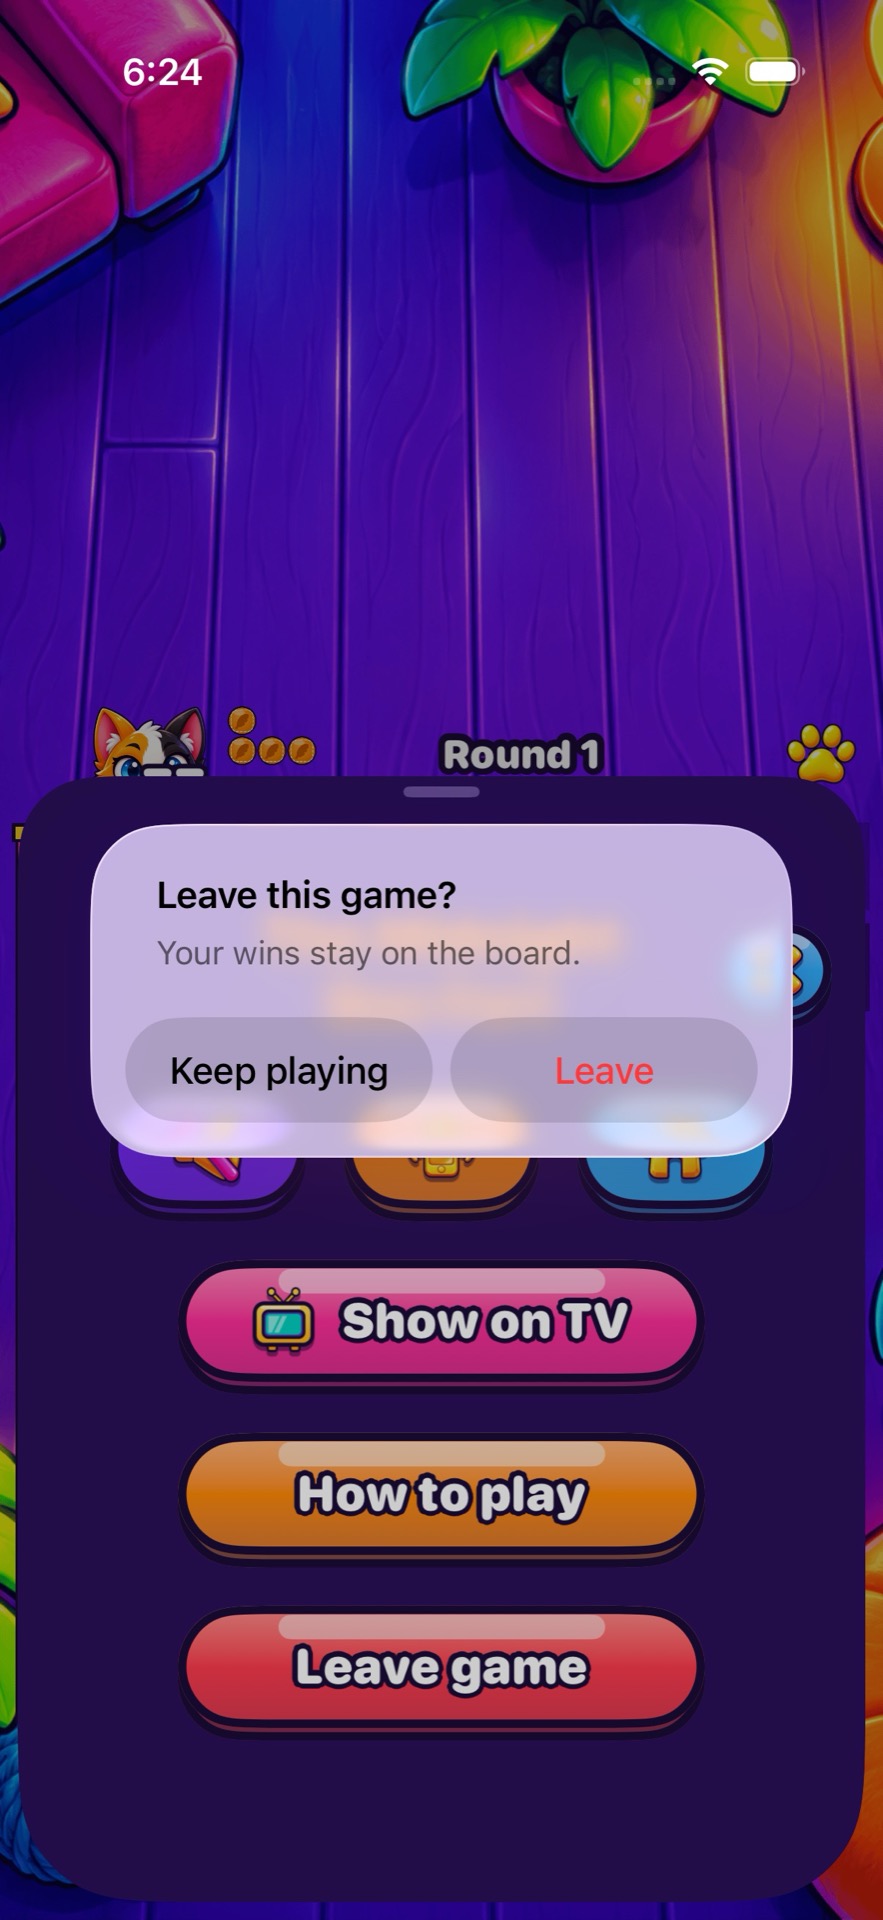 6:24
Round 1
Leave this game?
Your wins stay on the board.
Keep playing
Leave
Show on TV
How to play
Leave game